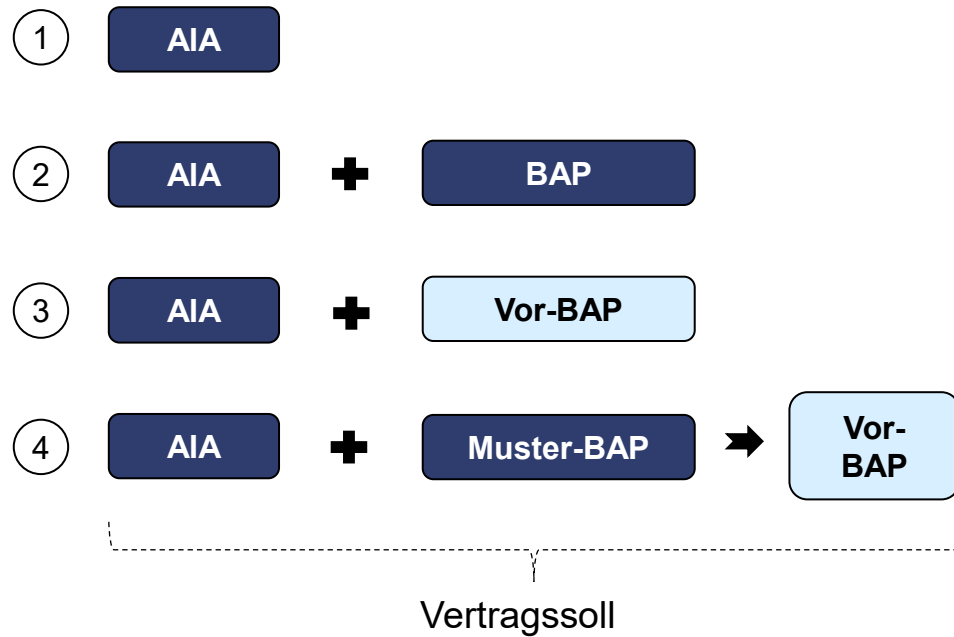 1 AIA
2 AIA + BAP
3 AIA + Vor-BAP
4 AIA + Muster-BAP Vor-
BAP
Vertragssoll